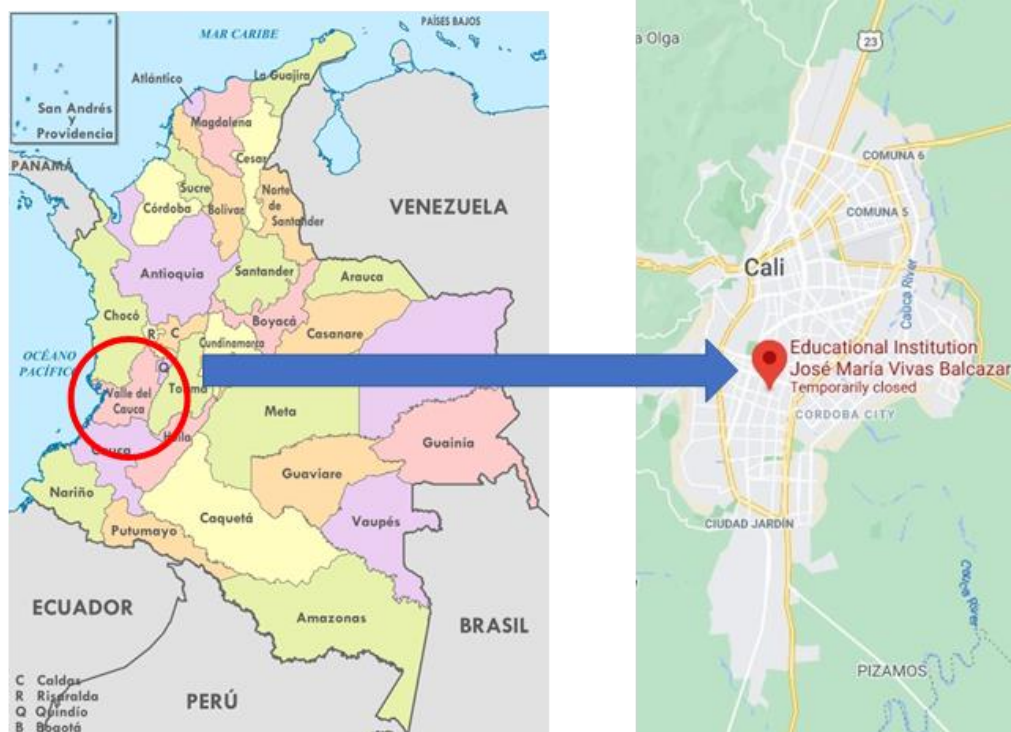 PAÍSES BAJOS
MAR CARIBE
La Guajira
Atlántico
San Andrés
y
Providencia
Magdalena
PANAMÁ
Cesar
Sucre
Norte
de
Santander
Córdoba
Bolívar
VENEZUELA
Antioquia
Santander
Arauca
Chocó
Boyacá
R
C
Casanare
Cundinamarca
OCÉANO
PACÍFICO
Q
Valle del
Cauca
Tolima
Meta
Huila
Guainía
Cauca
Guaviare
Nariño
Vaupés
Caquetá
Putumayo
ECUADOR
Amazonas
BRASIL
PERÚ
C Caldas
R Risaralda
Q Quindío
B Bogotá
a Olga
23
COMUNA 6
COMUNA 5
Cali
Cauca River
Educational Institution
José María Vivas Balcazar
Temporarily closed
CORDOBA CITY
CIUDAD JARDÍN
Cauca River
PIZAMOS